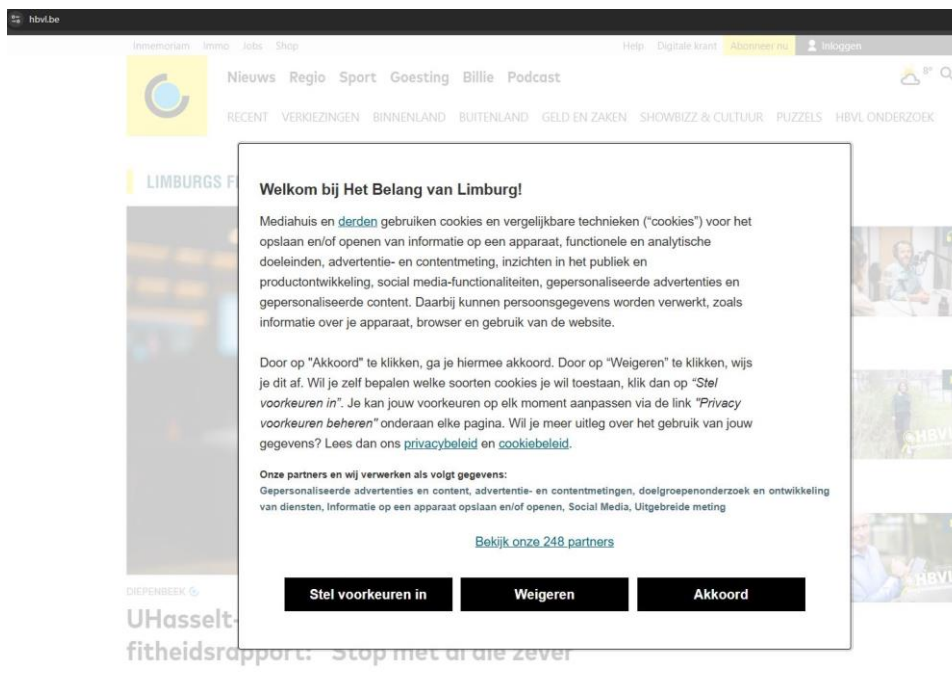 hbvl.be
Inmemoriam Immo Jobs Shop
Help Digitale krant Abonneer nu Inloggen
Nieuws Regio Sport Goesting Billie Podcast
8°
RECENT VERKIEZINGEN BINNENLAND BUITENLAND GELD EN ZAKEN SHOWBIZZ & CULTUUR PUZZELS HBVL ONDERZOEK
LIMBURGS
Welkom bij Het Belang van Limburg!
Mediahuis en derden gebruiken cookies en vergelijkbare technieken (“cookies”) voor het
opslaan en/of openen van informatie op een apparaat, functionele en analytische
doeleinden, advertentie- en contentmeting, inzichten in het publiek en
productontwikkeling, social media-functionaliteiten, gepersonaliseerde advertenties en
gepersonaliseerde content. Daarbij kunnen persoonsgegevens worden verwerkt, zoals
informatie over je apparaat, browser en gebruik van de website.
Door op "Akkoord" te klikken, ga je hiermee akkoord. Door op “Weigeren” te klikken, wijs
je dit af. Wil je zelf bepalen welke soorten cookies je wil toestaan, klik dan op “Stel
voorkeuren in”. Je kan jouw voorkeuren op elk moment aanpassen via de link "Privacy
voorkeuren beheren” onderaan elke pagina. Wil je meer uitleg over het gebruik van jouw
gegevens? Lees dan ons privacybeleid en cookiebeleid.
Onze partners en wij verwerken als volgt gegevens:
Gepersonaliseerde advertenties en content, advertentie- en contentmetingen, doelgroepenonderzoek en ontwikkeling
van diensten, Informatie op een apparaat opslaan en/of openen, Social Media, Uitgebreide meting
Bekijk onze 248 partners
Stel voorkeuren in Weigeren Akkoord
HBVL
HBVL
DIEPENBEEK
UHasselt-
fitheidsrapport: “Stop met al die zever